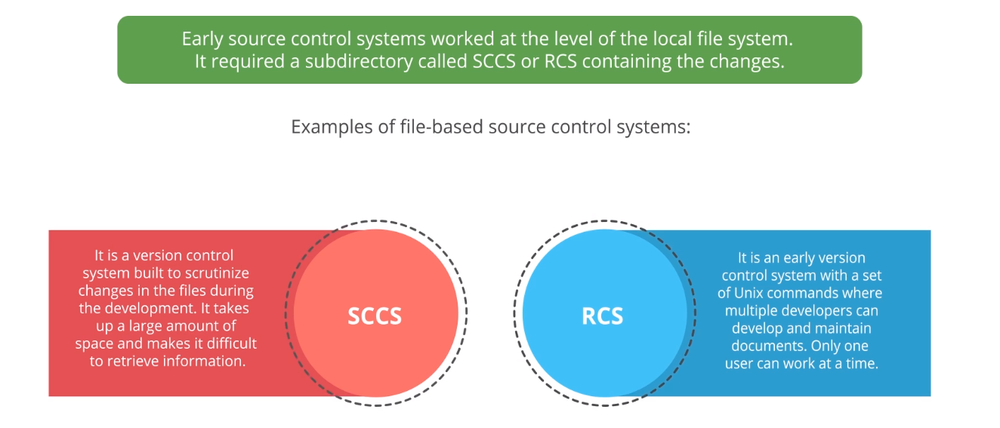 Early source control systems worked at the level of the local file system.
It required a subdirectory called SCCS or RCS containing the changes.
Examples of file-based source control systems:
It is a version control
system built to scrutinize
changes in the files during
the development. It takes
up a large amount of
space and makes it difficult
to retrieve information.
SCCS
RCS
It is an early version
control system with a set
of Unix commands where
multiple developers can
develop and maintain
documents. Only one
user can work at a time.